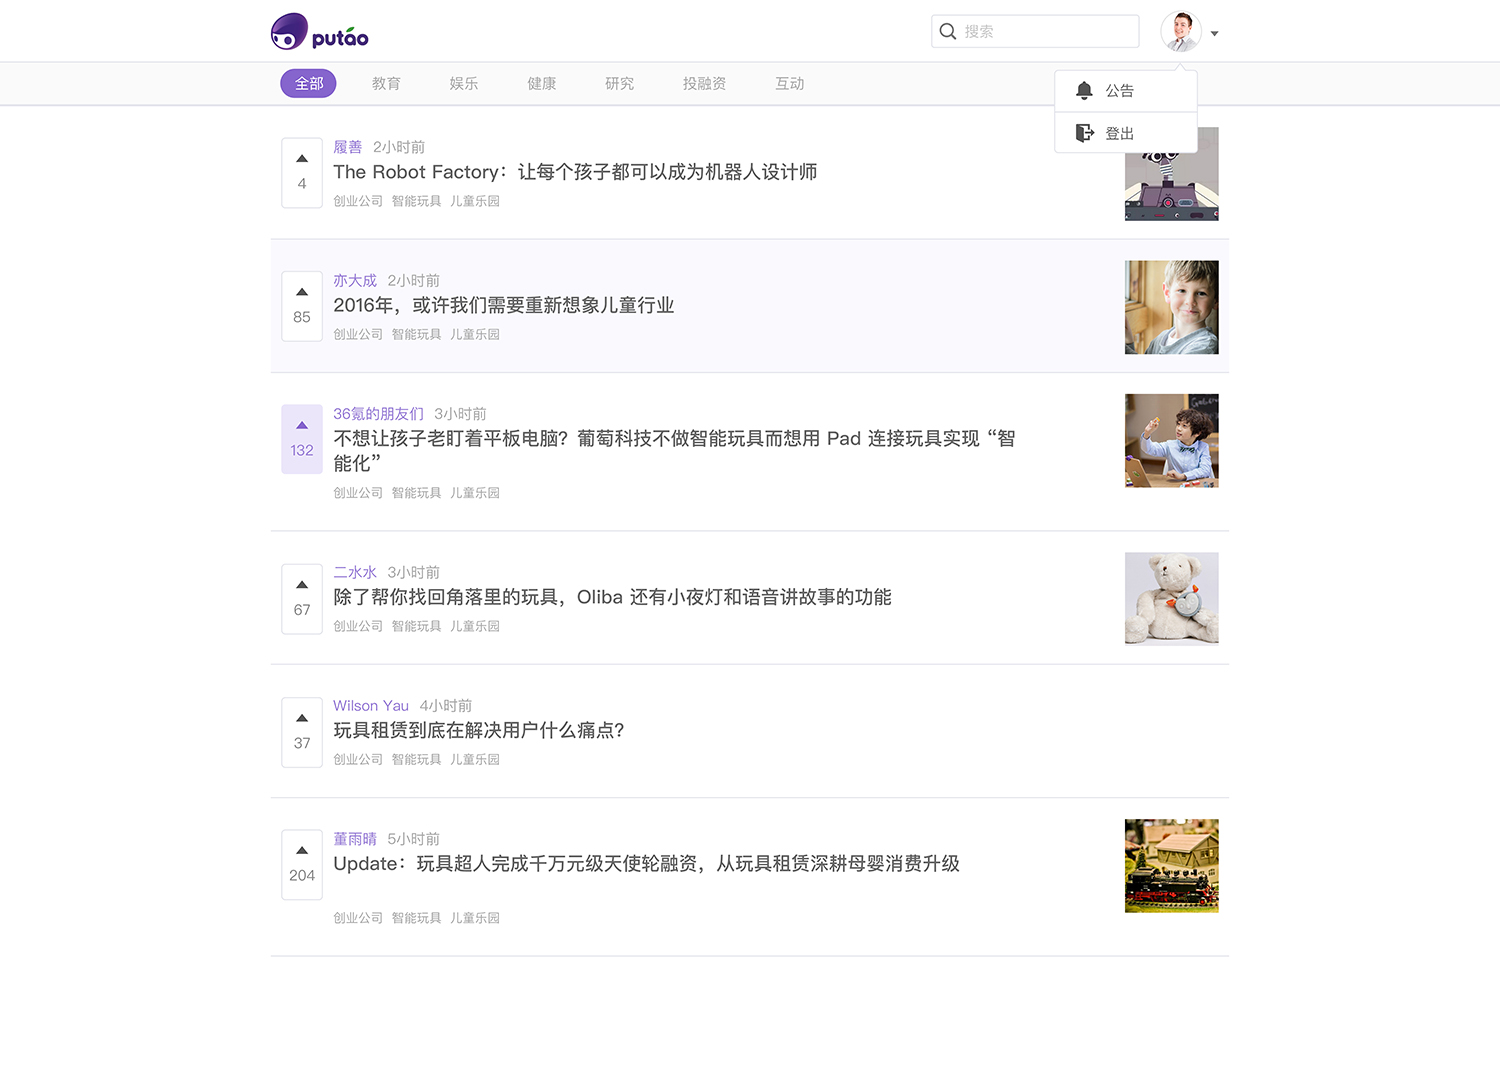 putao
搜索
全部 教育 娱乐 健康 研究 投融资 互动
公告
登出
履善 2小时前
4
The Robot Factory：让每个孩子都可以成为机器人设计师
创业公司 智能玩具 儿童乐园
亦大成 2小时前
85
2016年，或许我们需要重新想象儿童行业
创业公司 智能玩具 儿童乐园
36氪的朋友们 3小时前
132
不想让孩子老盯着平板电脑？葡萄科技不做智能玩具而想用 Pad 连接玩具实现 “智
能化”
创业公司 智能玩具 儿童乐园
二水水 3小时前
67
除了帮你找回角落里的玩具，Oliba 还有小夜灯和语音讲故事的功能
创业公司 智能玩具 儿童乐园
Wilson Yau 4小时前
37
玩具租赁到底在解决用户什么痛点？
创业公司 智能玩具 儿童乐园
董雨晴 5小时前
204
Update：玩具超人完成千万元级天使轮融资，从玩具租赁深耕母婴消费升级
创业公司 智能玩具 儿童乐园